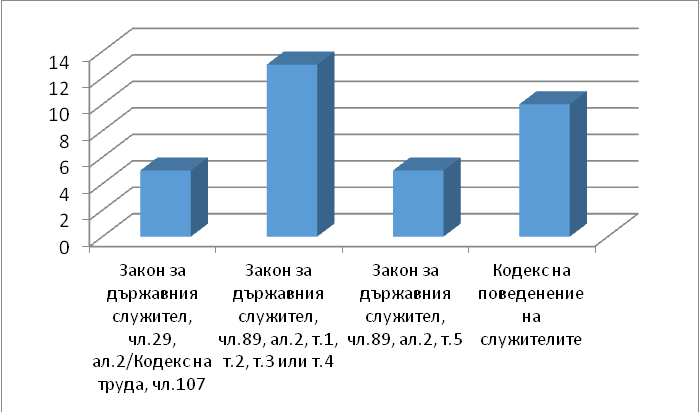 14
12
10
8
6
4
2
0
Закон за
държавния
служител,
чл.29,
ал.2/Кодекс на
труда, чл.107
Закон за
държавния
служител,
чл.89, ал.2, т.1,
т.2, т.3 или т.4
Закон за
държавния
служител,
чл.89, ал.2, т.5
Кодекс на
поведенение
на
служителите